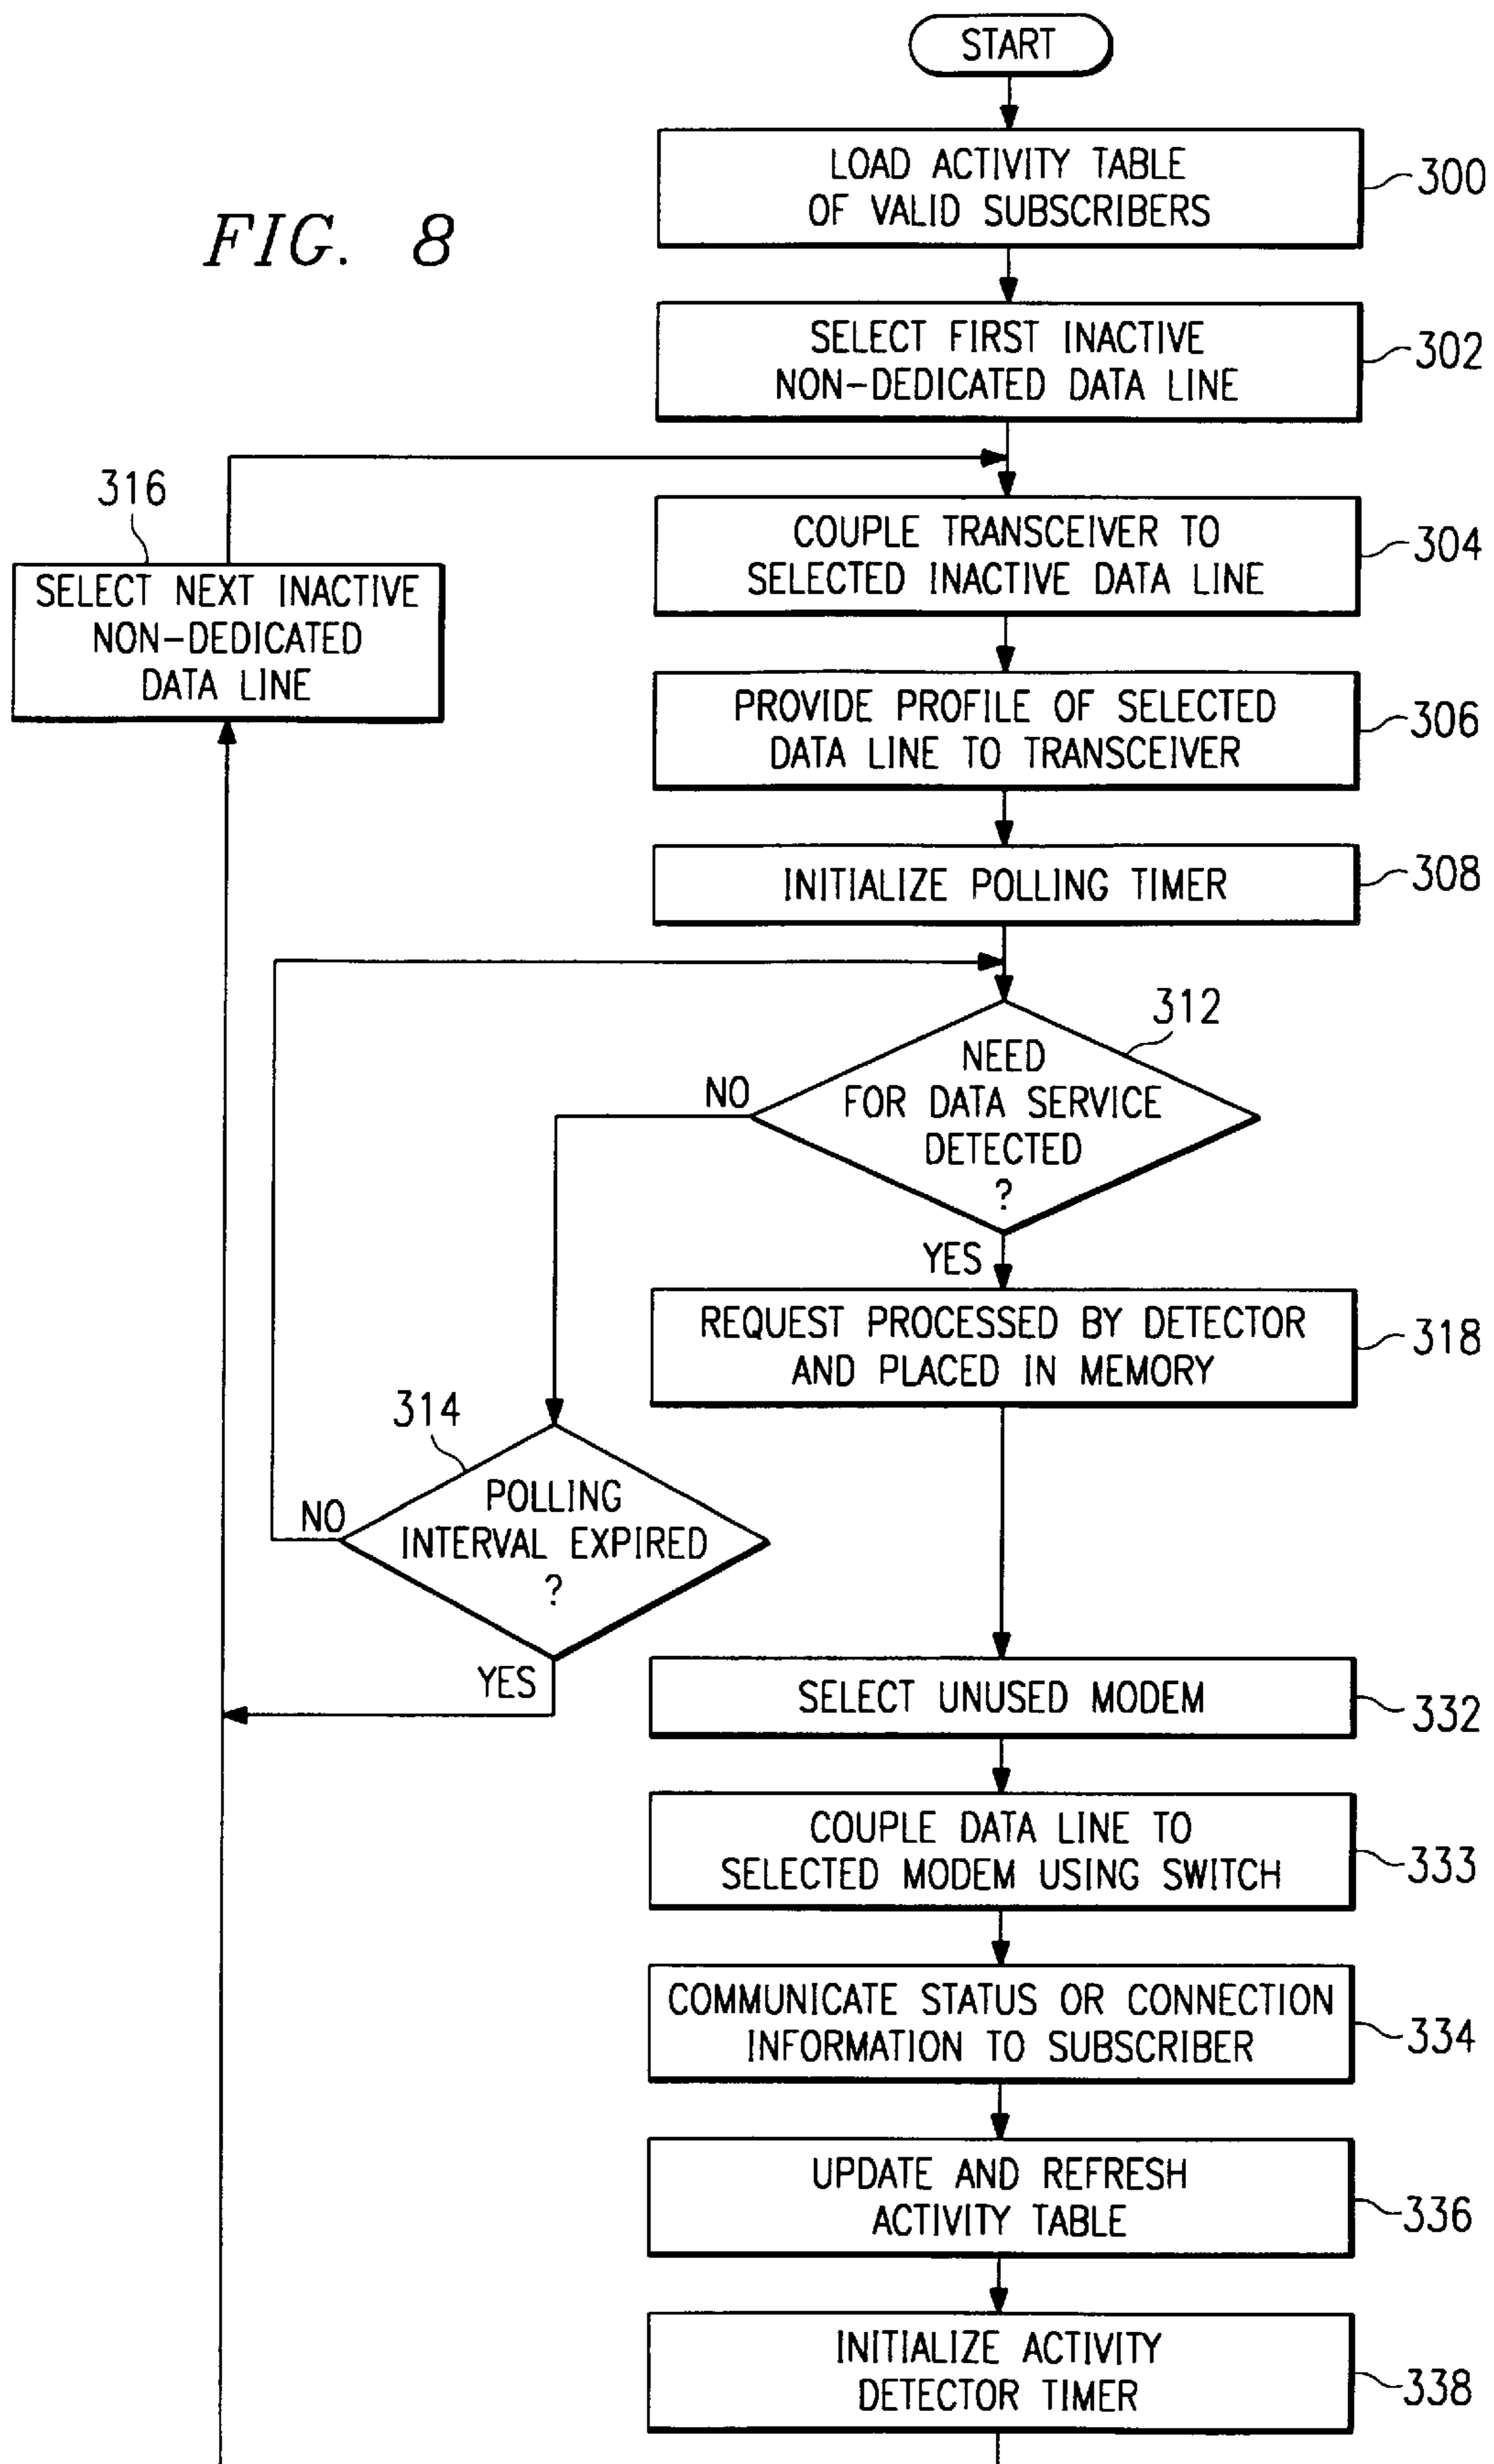 START
LOAD ACTIVITY TABLE
OF VALID SUBSCRIBERS
300
FIG. 8
SELECT FIRST INACTIVE
NON-DEDICATED DATA LINE
302
316
SELECT NEXT INACTIVE
NON-DEDICATED
DATA LINE
COUPLE TRANSCEIVER TO
SELECTED INACTIVE DATA LINE
304
PROVIDE PROFILE OF SELECTED
DATA LINE TO TRANSCEIVER
306
INITIALIZE POLLING TIMER
308
312
NEED
FOR DATA SERVICE
DETECTED
?
NO
YES
REQUEST PROCESSED BY DETECTOR
AND PLACED IN MEMORY
318
314
POLLING
INTERVAL EXPIRED
?
NO
YES
SELECT UNUSED MODEM
332
COUPLE DATA LINE TO
SELECTED MODEM USING SWITCH
333
COMMUNICATE STATUS OR CONNECTION
INFORMATION TO SUBSCRIBER
334
UPDATE AND REFRESH
ACTIVITY TABLE
336
INITIALIZE ACTIVITY
DETECTOR TIMER
338